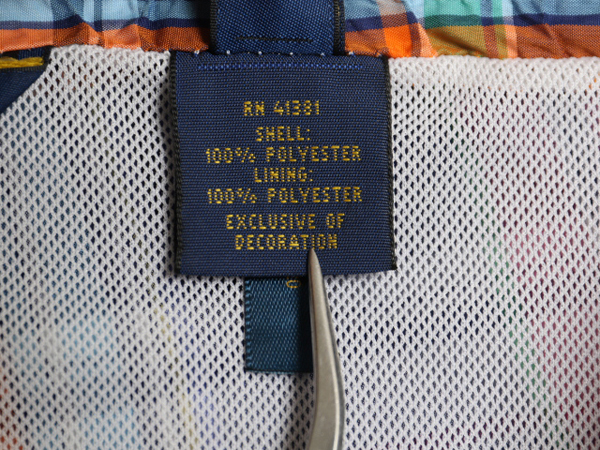 RN 41381
SHELL:
100% POLYESTER
LINING:
100% POLYESTER
EXCLUSIVE OF
DECORATION